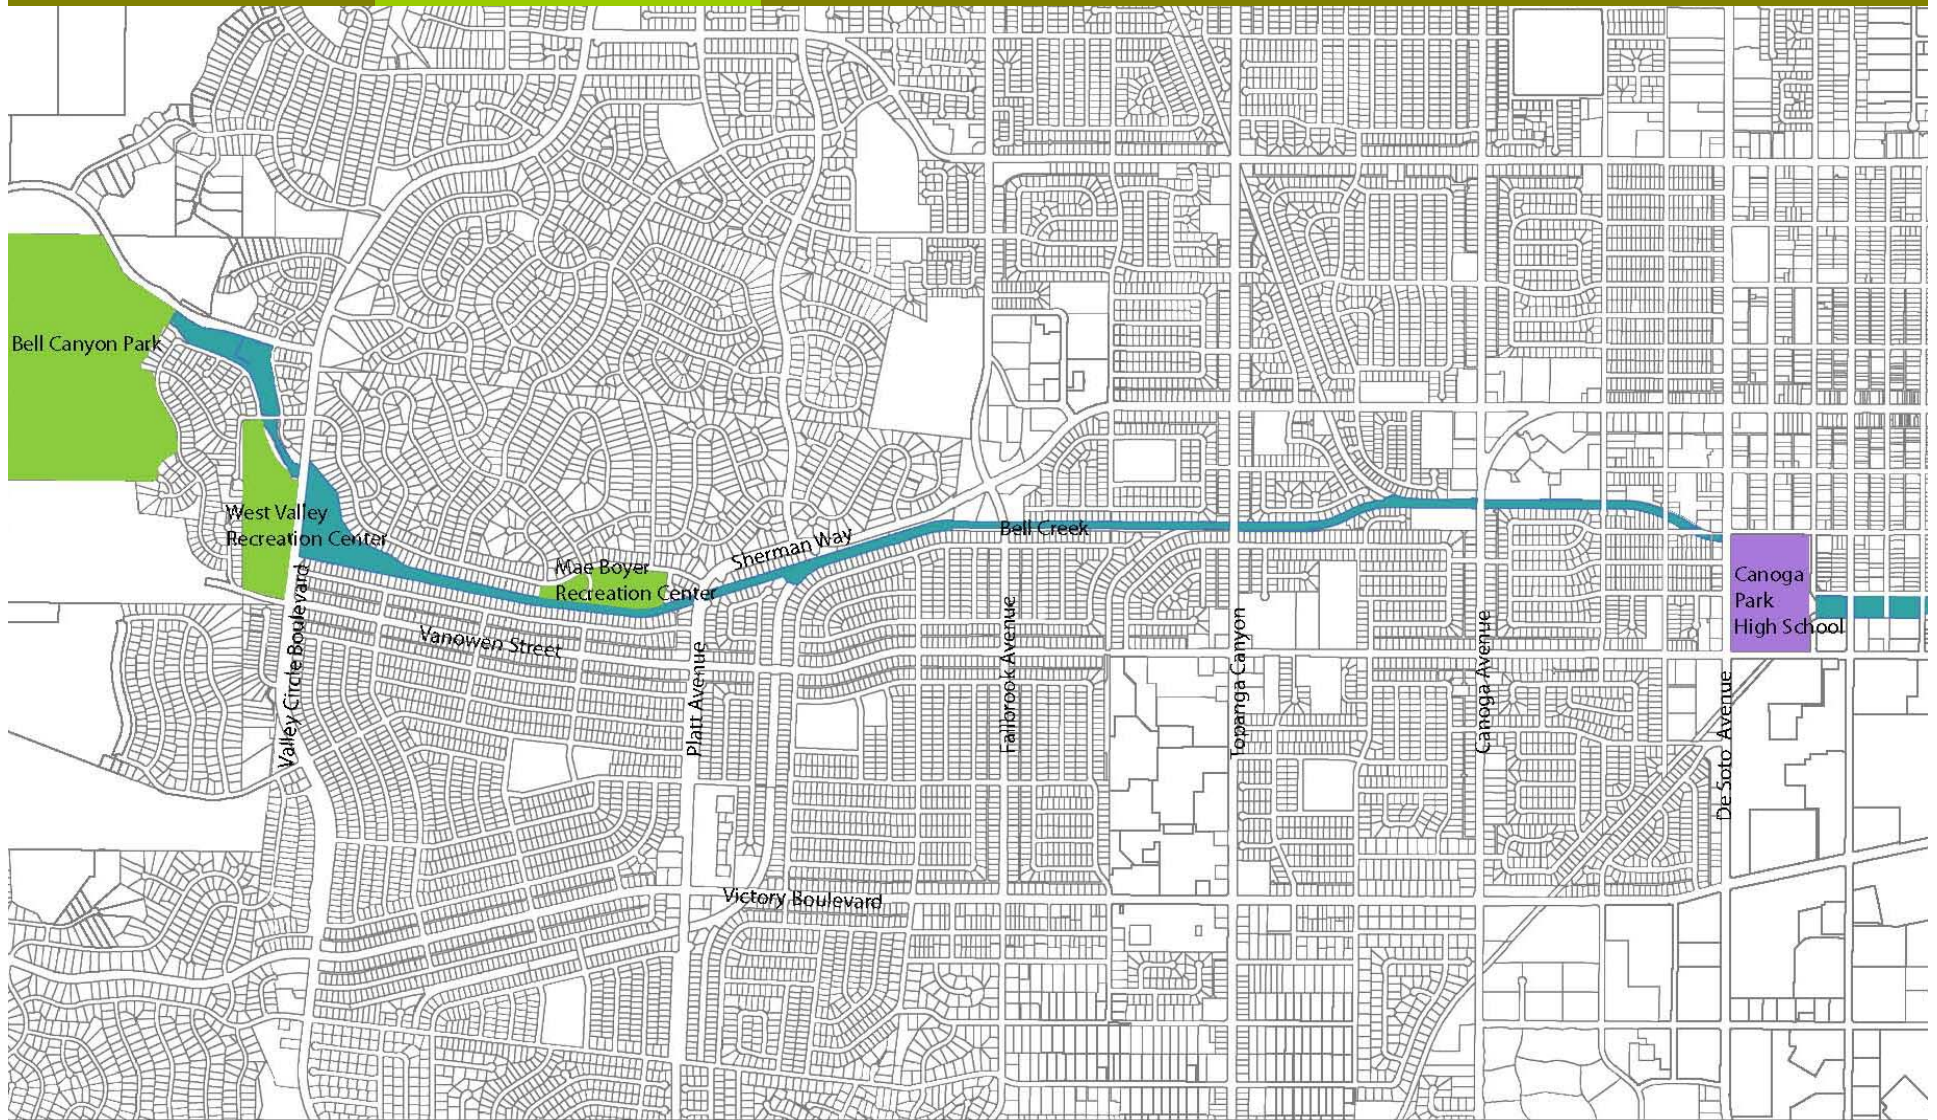 Bell Canyon Park
West Valley
Recreation Center
Mae Boyer
Recreation Center
Sherman Way
Bell Creek
Canoga
Park
High School
Vanowen Street
Valley Circle Boulevard
Platt Avenue
Fallbrook Avenue
Topanga Canyon
Canoga Avenue
De Soto Avenue
Victory Boulevard